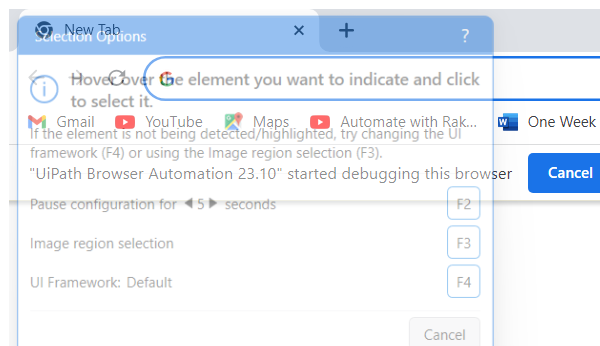 New Tab
Selection Options ?
Hover over the element you want to indicate and click
to select it.
Gmail YouTube Maps Automate with Rak... One Week
If the element is not being detected/highlighted, try changing the UI
framework (F4) or using the Image region selection (F3).
"UiPath Browser Automation 23.10" started debugging this browser Cancel
Pause configuration for 5 seconds F2
Image region selection F3
UI Framework: Default F4
Cancel